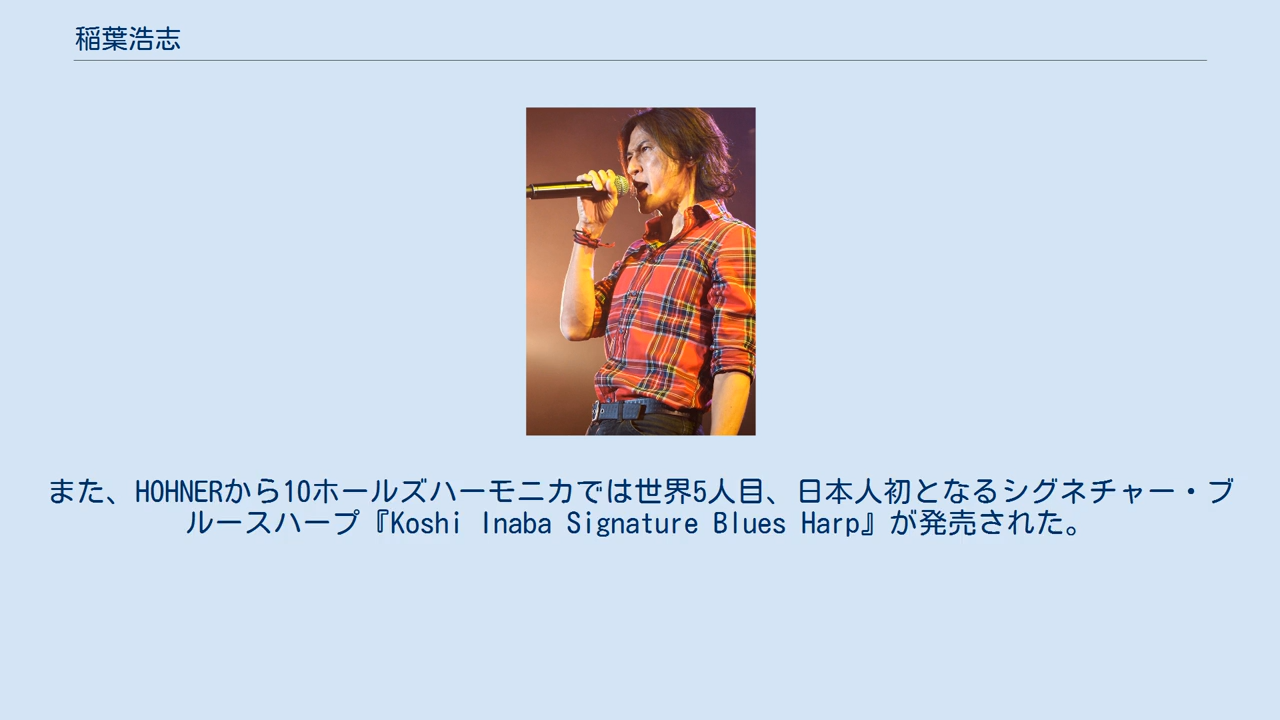 稲葉浩志
また、HOHNERから10ホールズハーモニカでは世界5人目、日本人初となるシグネチャー・ブ
ルースハープ『Koshi Inaba Signature Blues Harp』が発売された。